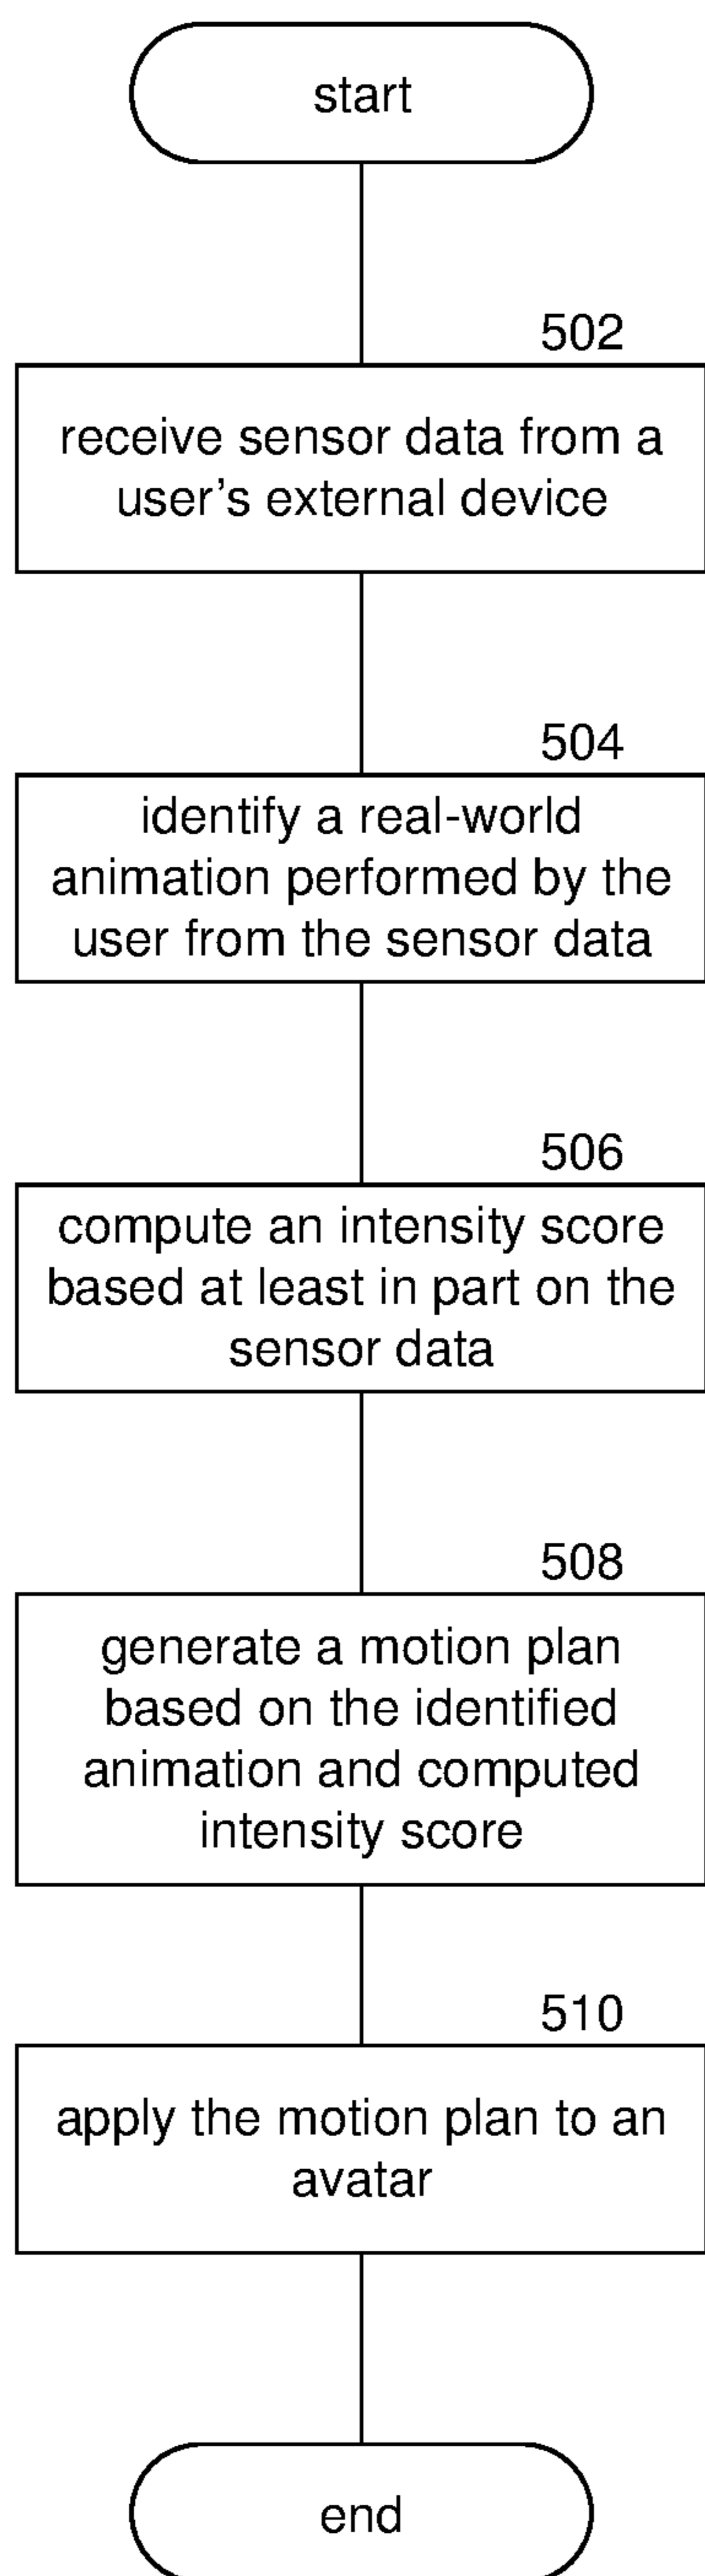 start
502
receive sensor data from a
user’s external device
504
identify a real-world
animation performed by the
user from the sensor data
506
compute an intensity score
based at least in part on the
sensor data
508
generate a motion plan
based on the identified
animation and computed
intensity score
510
apply the motion plan to an
avatar
end